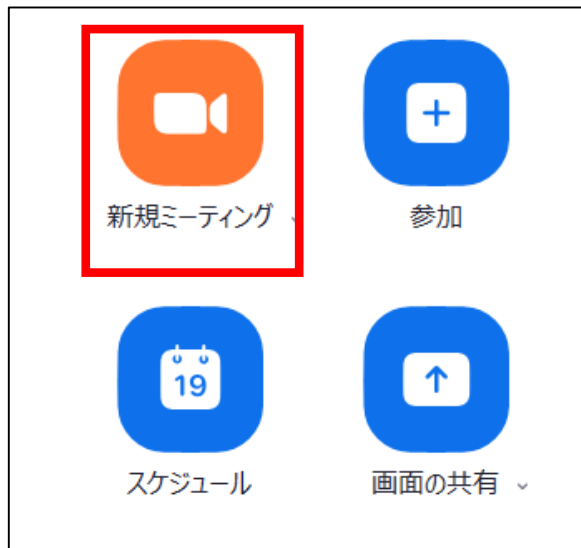 新規ミーティング
参加
19
スケジュール
画面の共有